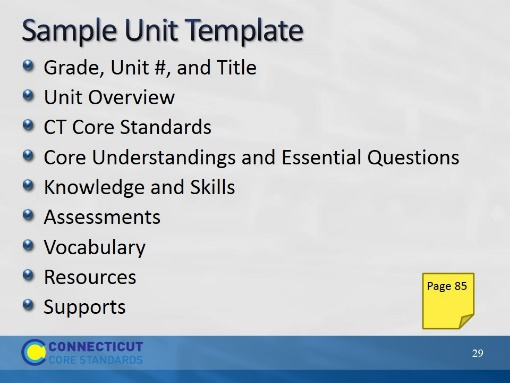 Sample Unit Template
Grade, Unit #, and Title
Unit Overview
CT Core Standards
Core Understandings and Essential Questions
Knowledge and Skills
Assessments
Vocabulary
Resources
Supports
Page 85
CONNECTICUT
CORE STANDARDS
29